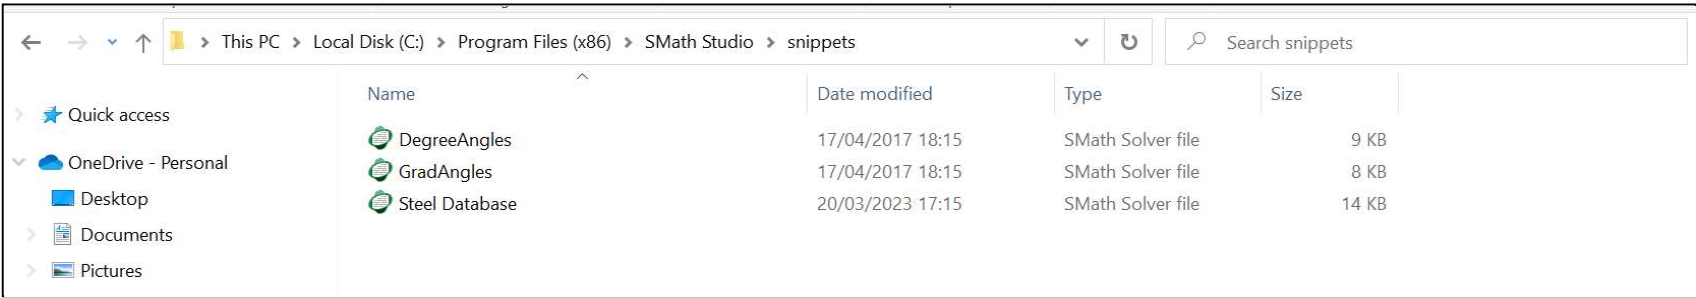 This PC > Local Disk (C:) > Program Files (x86) > SMath Studio > snippets
Search snippets
Name Date modified Type Size
Quick access
OneDrive - Personal
Desktop
Documents
Pictures
DegreeAngles 17/04/2017 18:15 SMath Solver file 9 KB
GradAngles 17/04/2017 18:15 SMath Solver file 8 KB
Steel Database 20/03/2023 17:15 SMath Solver file 14 KB